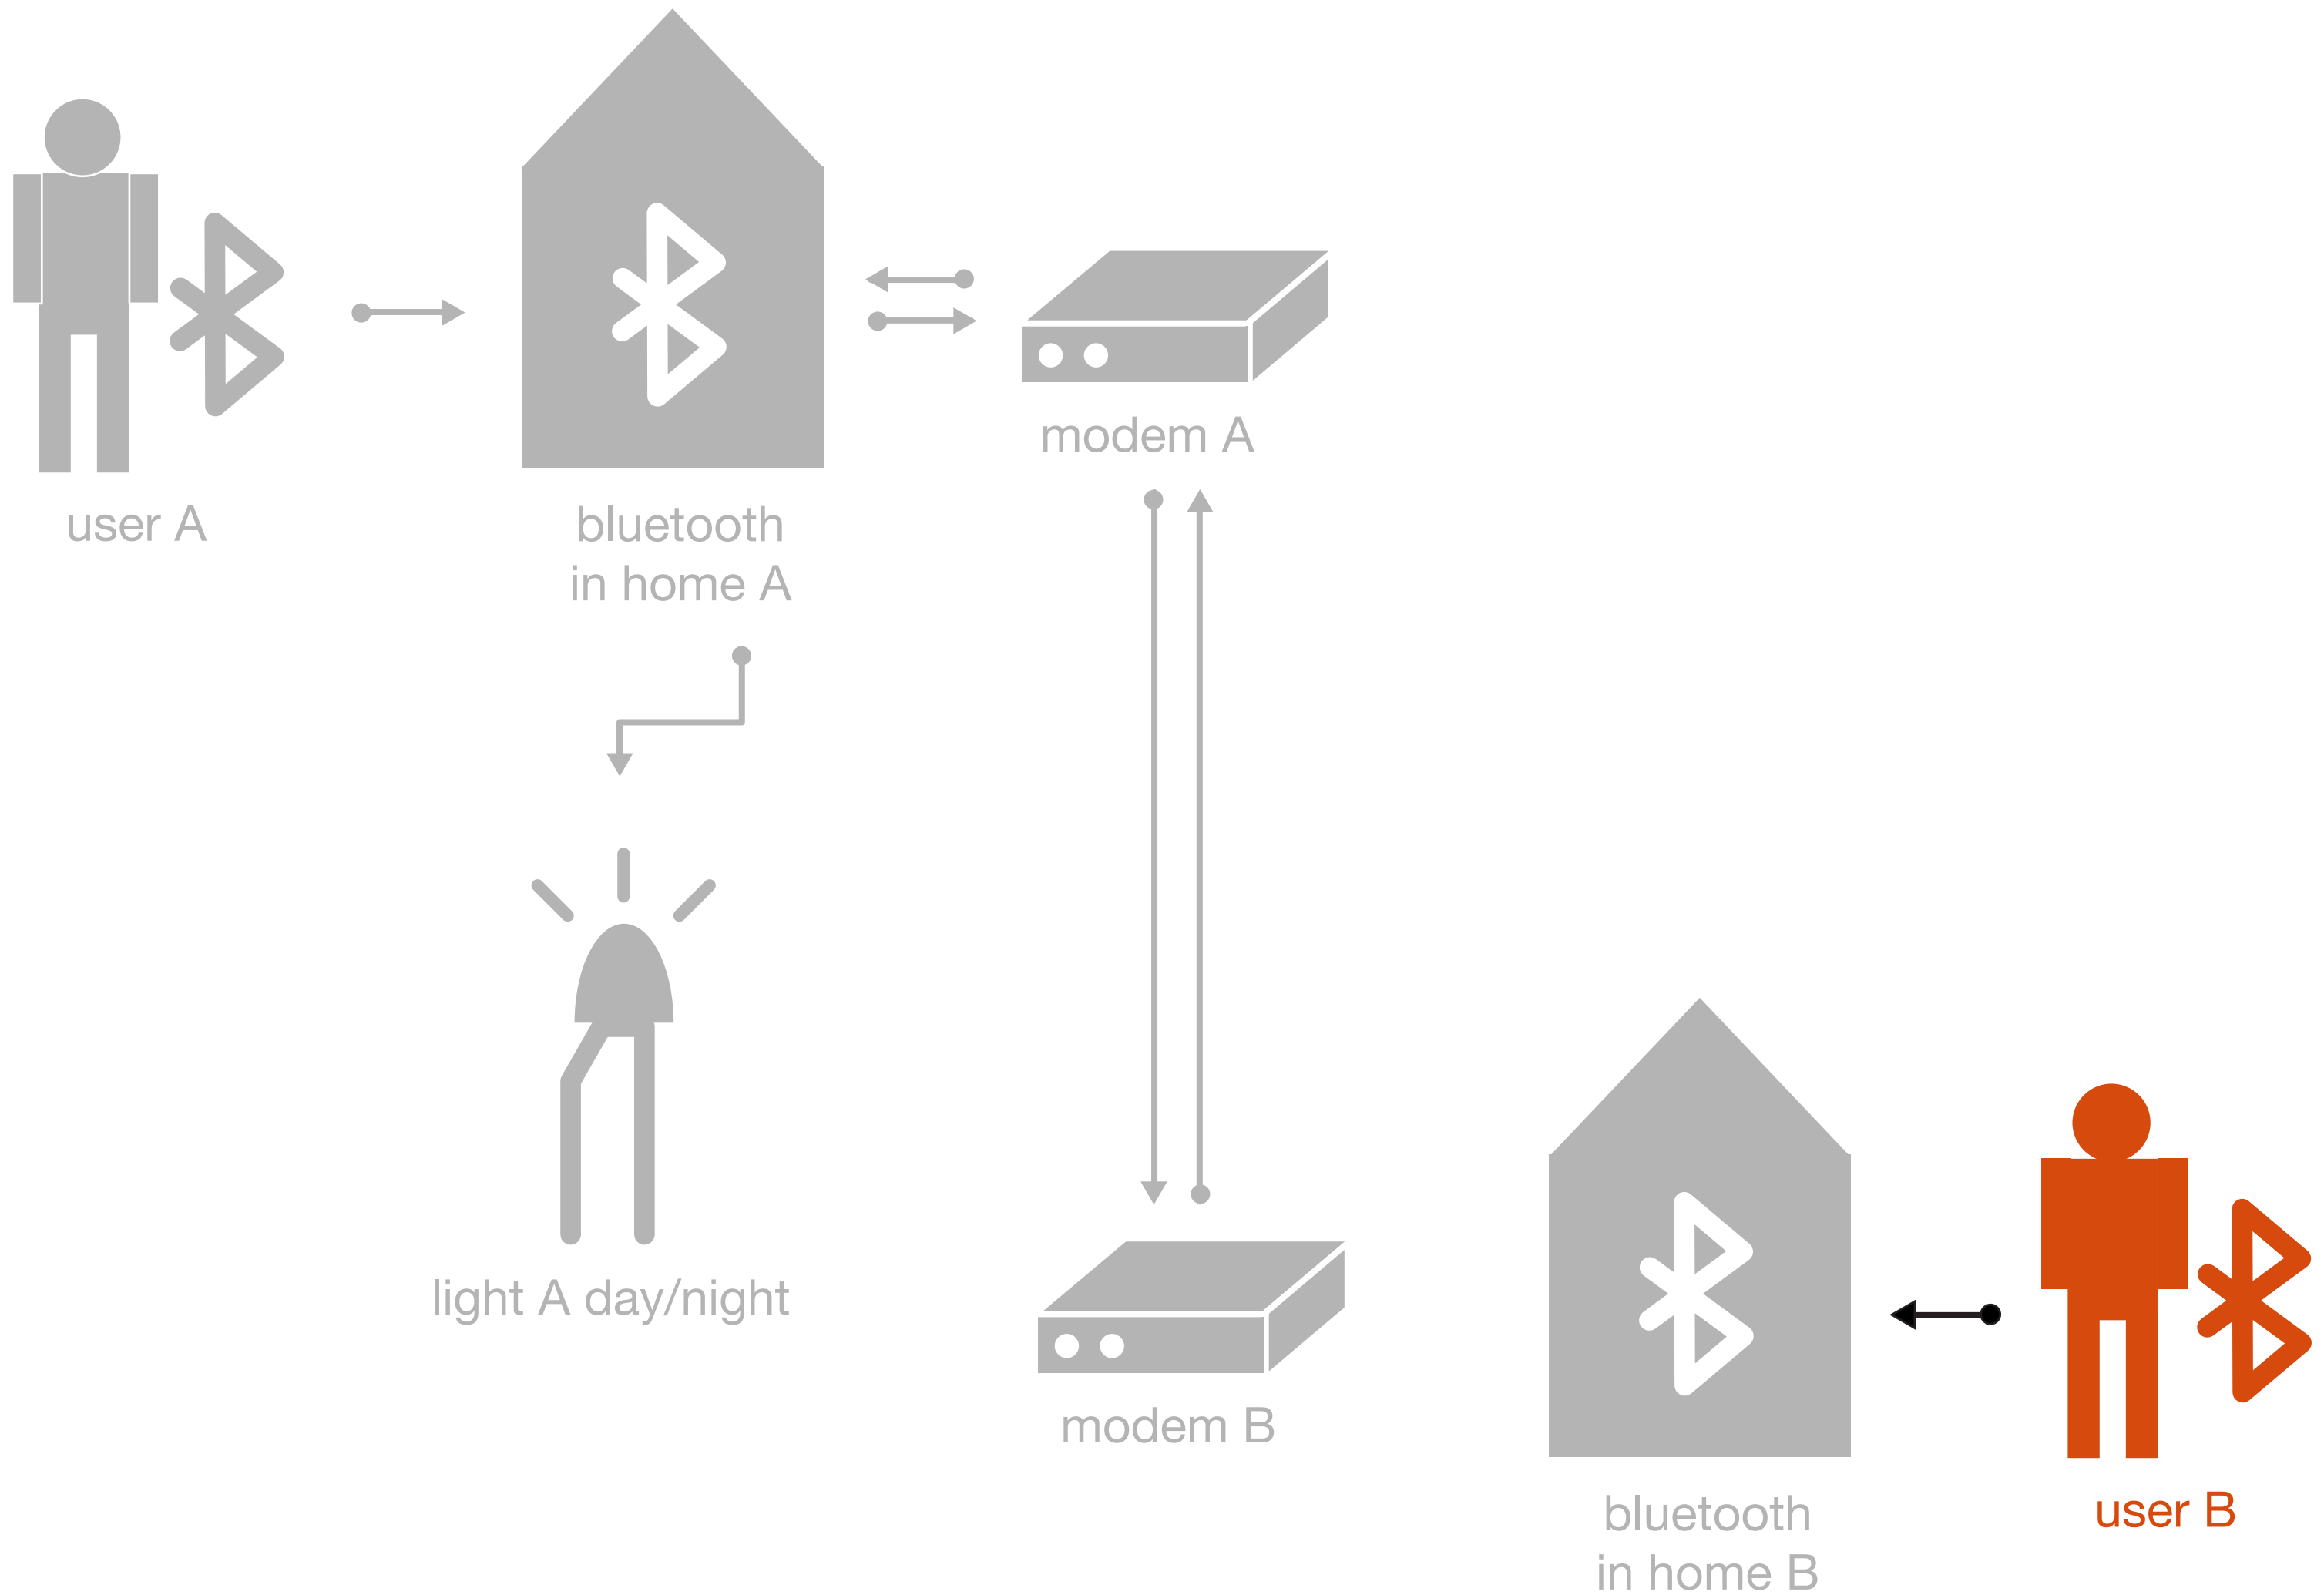 modem A
user A
bluetooth
in home A
light A day/night
modem B
bluetooth
in home B
user B